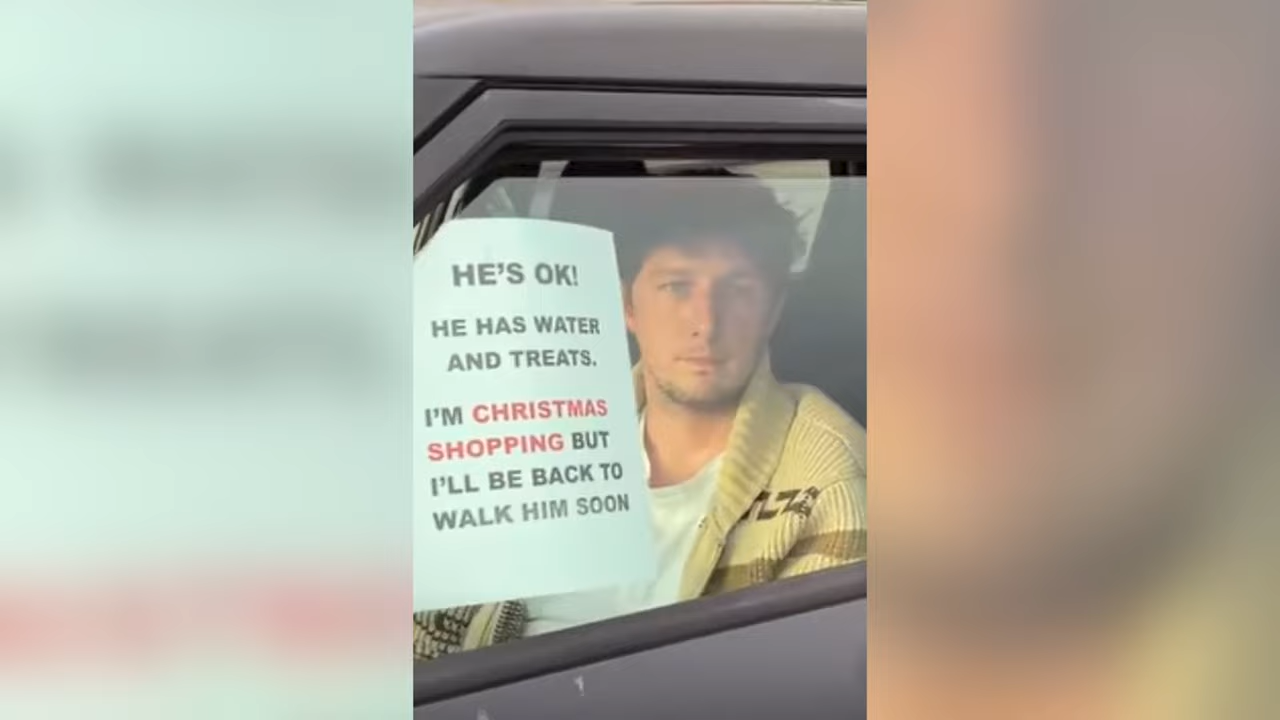 HE'S OK!
HE HAS WATER
AND TREATS.
I'M CHRISTMAS
SHOPPING BUT
I'LL BE BACK TO
WALK HIM SOON